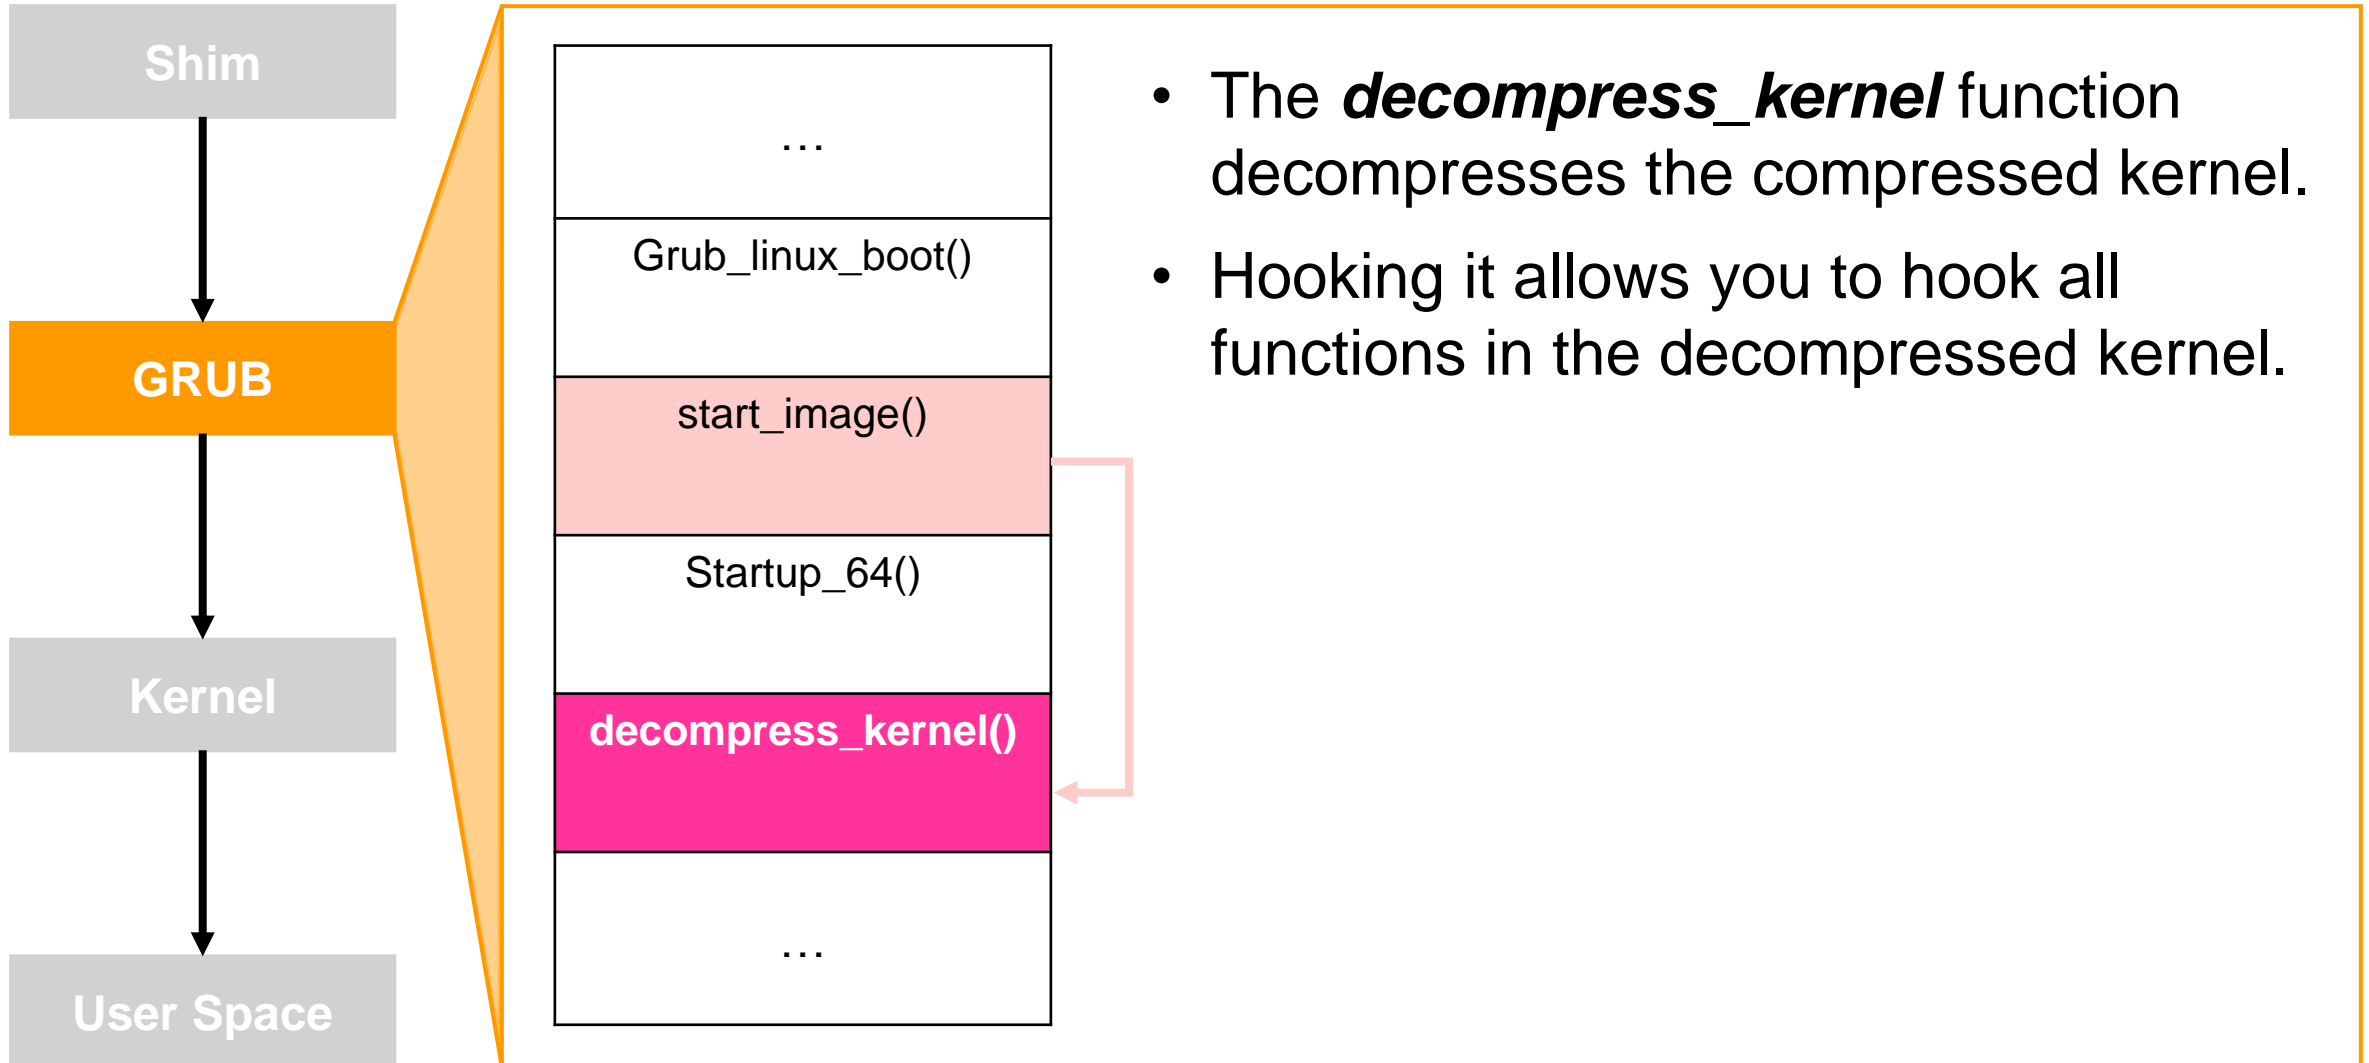 Shim
GRUB
Kernel
User Space
…
Grub_linux_boot()
start_image()
Startup_64()
decompress_kernel()
…
• The decompress_kernel function
decompresses the compressed kernel.
• Hooking it allows you to hook all
functions in the decompressed kernel.